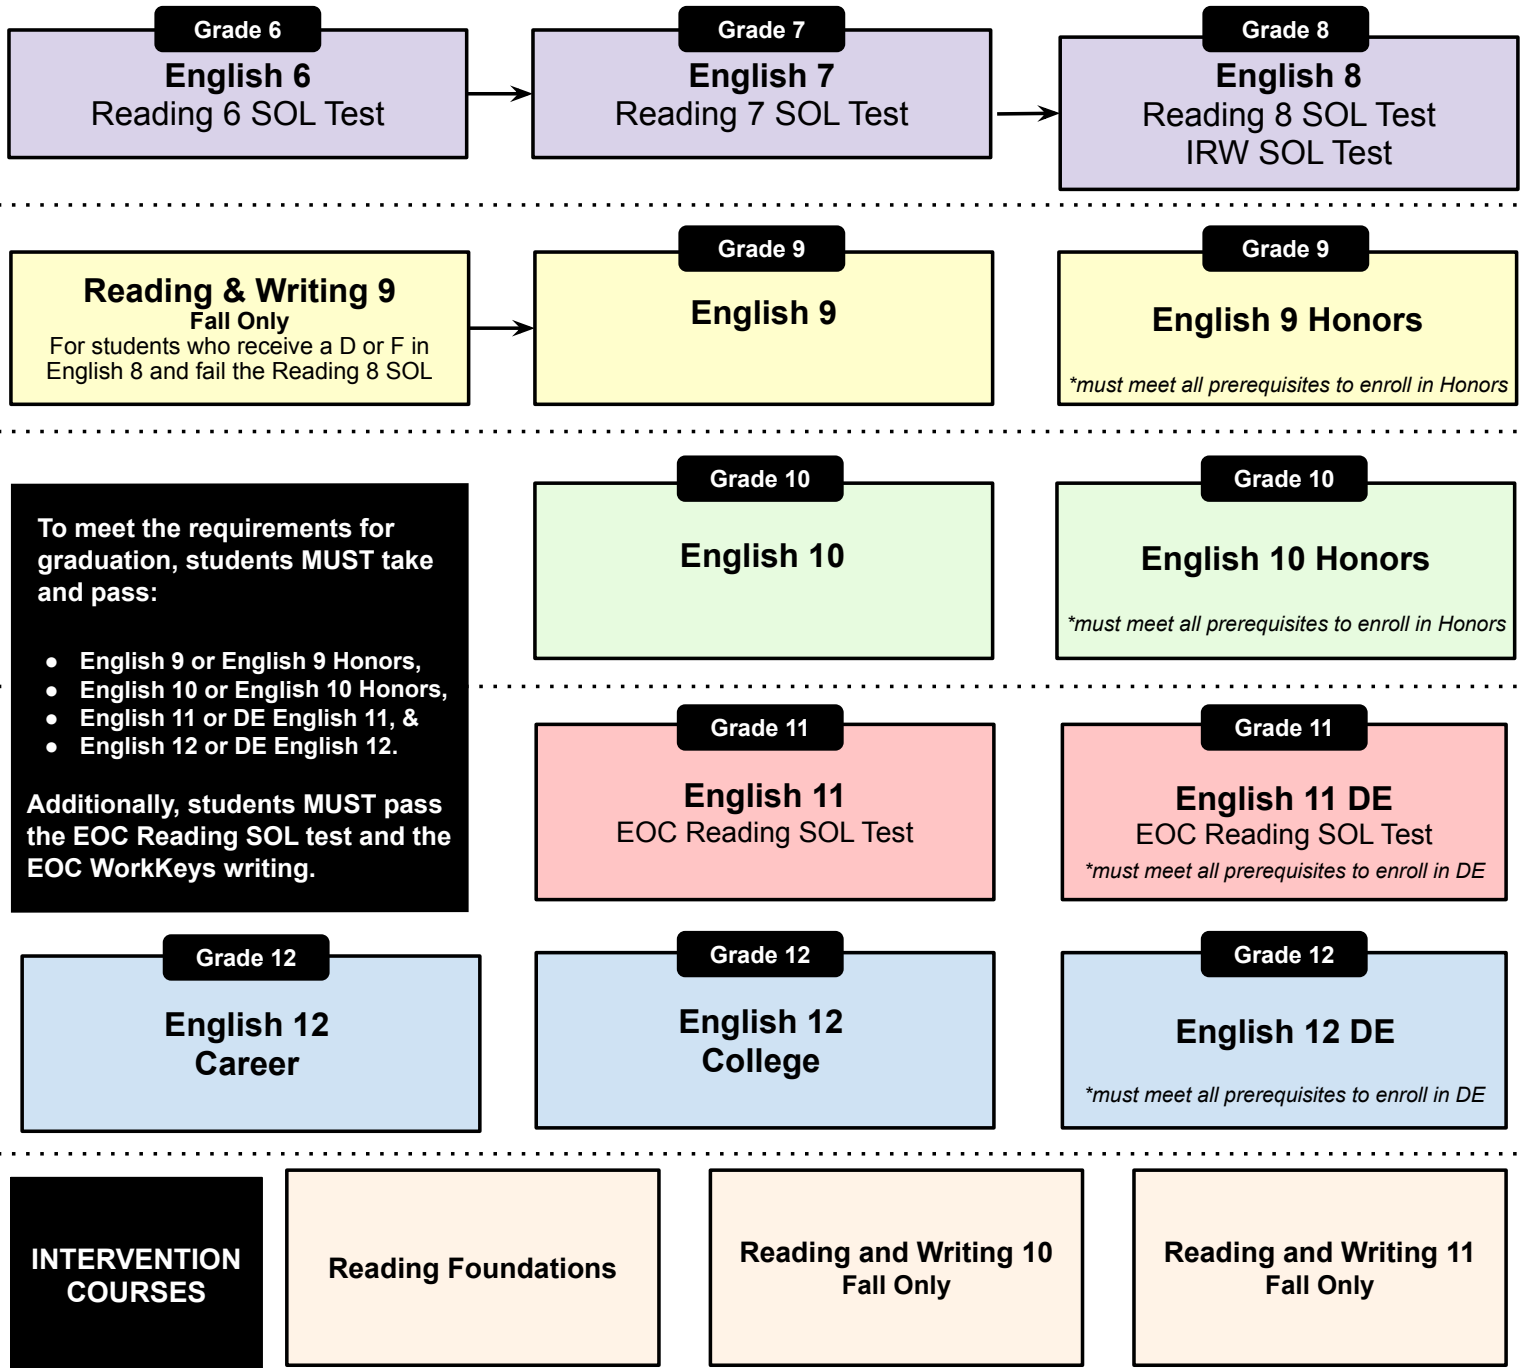 Grade 6
English 6
Reading 6 SOL Test
Grade 7
English 7
Reading 7 SOL Test
Grade 8
English 8
Reading 8 SOL Test
IRW SOL Test
Reading & Writing 9
Fall Only
For students who receive a D or F in
English 8 and fail the Reading 8 SOL
Grade 9
English 9
Grade 9
English 9 Honors
*must meet all prerequisites to enroll in Honors
To meet the requirements for
graduation, students MUST take
and pass:
● English 9 or English 9 Honors,
● English 10 or English 10 Honors,
● English 11 or DE English 11, &
● English 12 or DE English 12.
Additionally, students MUST pass
the EOC Reading SOL test and the
EOC WorkKeys writing.
Grade 10
English 10
Grade 10
English 10 Honors
*must meet all prerequisites to enroll in Honors
Grade 11
English 11
EOC Reading SOL Test
Grade 11
English 11 DE
EOC Reading SOL Test
*must meet all prerequisites to enroll in DE
Grade 12
English 12
Career
Grade 12
English 12
College
Grade 12
English 12 DE
*must meet all prerequisites to enroll in DE
INTERVENTION
COURSES
Reading Foundations
Reading and Writing 10
Fall Only
Reading and Writing 11
Fall Only